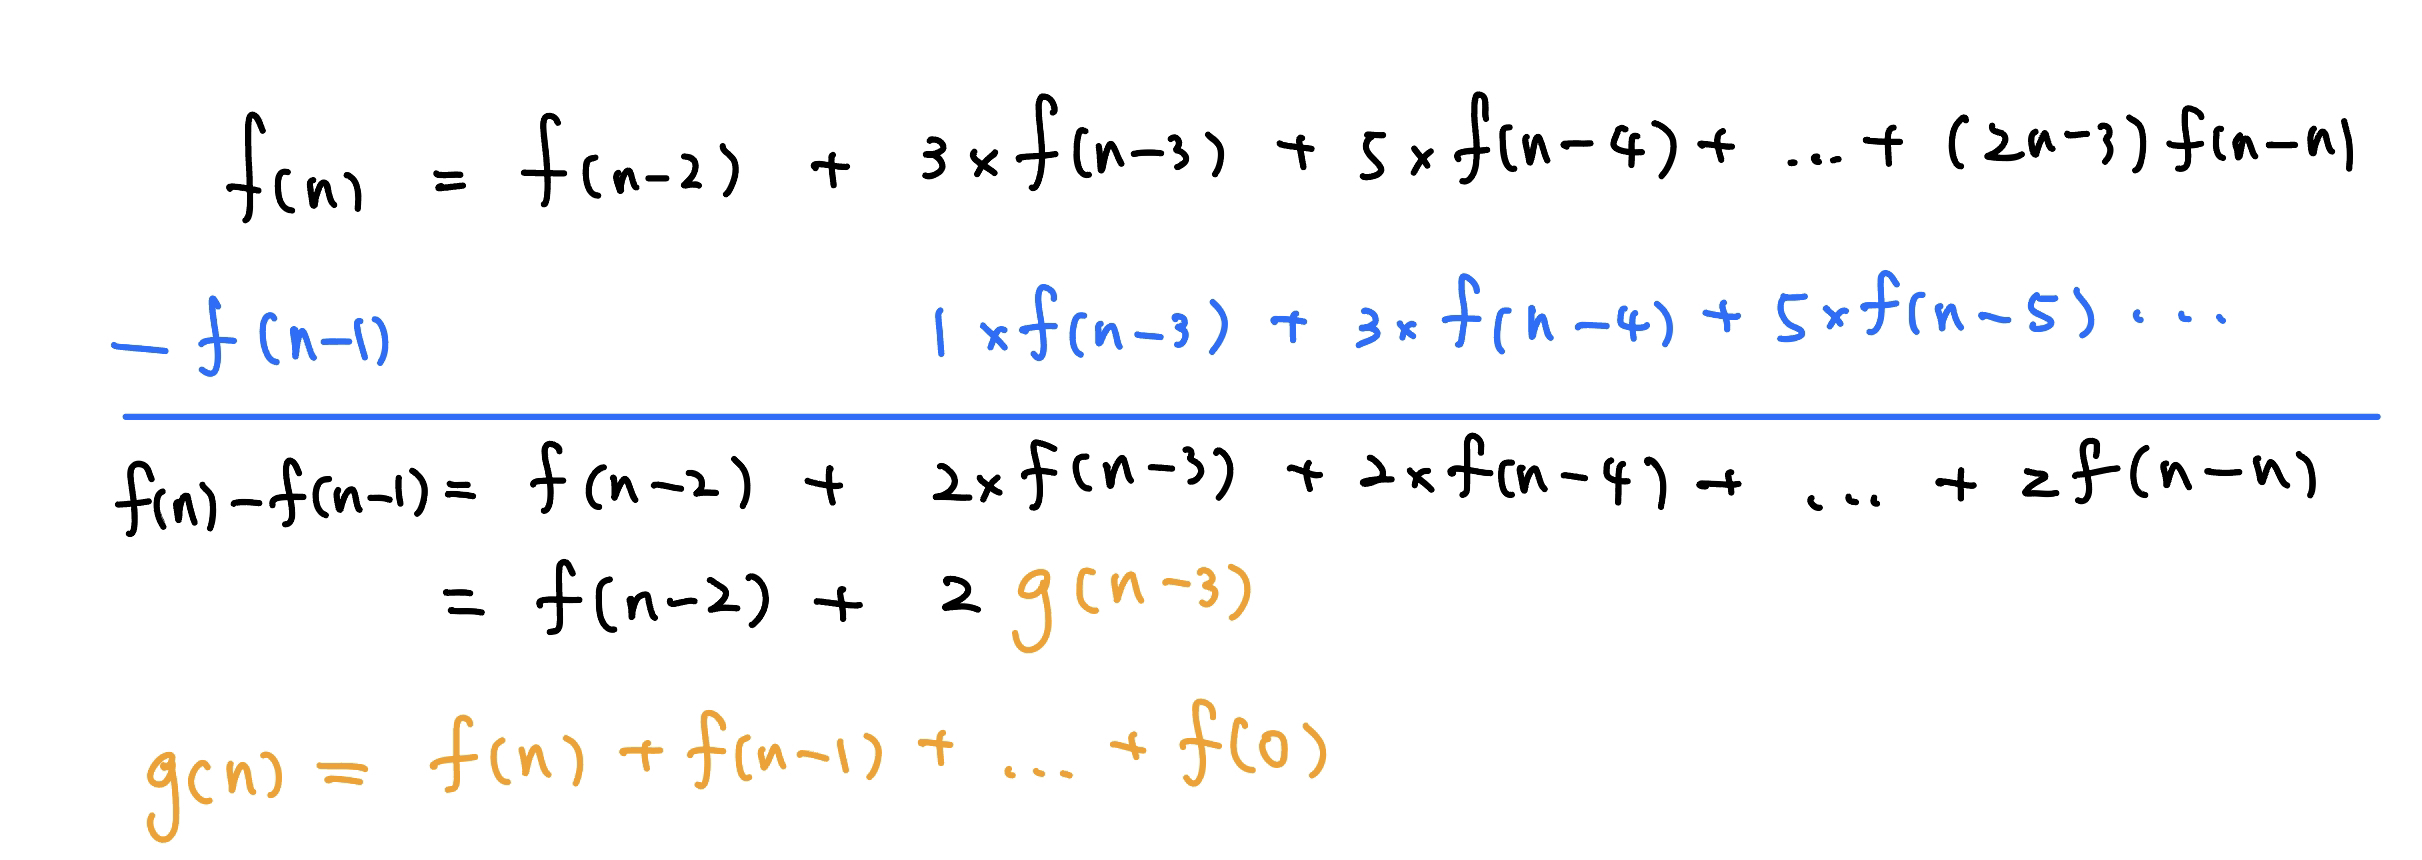 f(n) = f(n-2) + 3×f(n-3) + 5×f(n-4) + ... + (2n-3)f(n-n)
- f(n-1) 1×f(n-3) + 3×f(n-4) + 5×f(n-5) ...
f(n)-f(n-1) = f(n-2) + 2×f(n-3) + 2×f(n-4) + ... + 2f(n-n)
= f(n-2) + 2 g(n-3)
g(n) = f(n) + f(n-1) + ... + f(0)